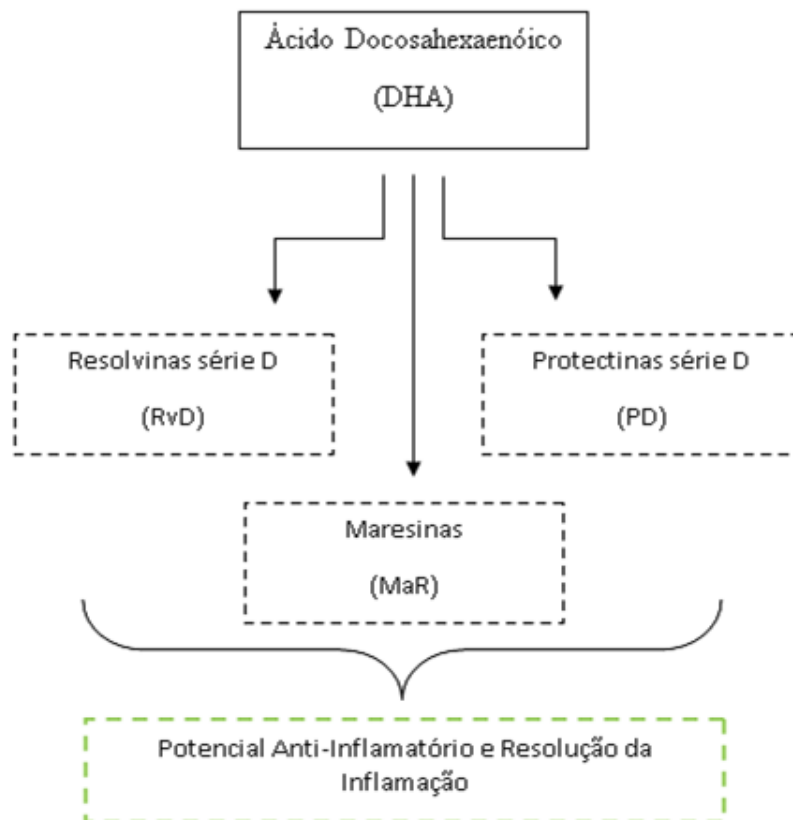 Ácido Docosahexaenóico
(DHA)
Resolvinas série D
(RvD)
Protectinas série D
(PD)
Maresinas
(MaR)
Potencial Anti-Inflamatório e Resolução da
Inflamação